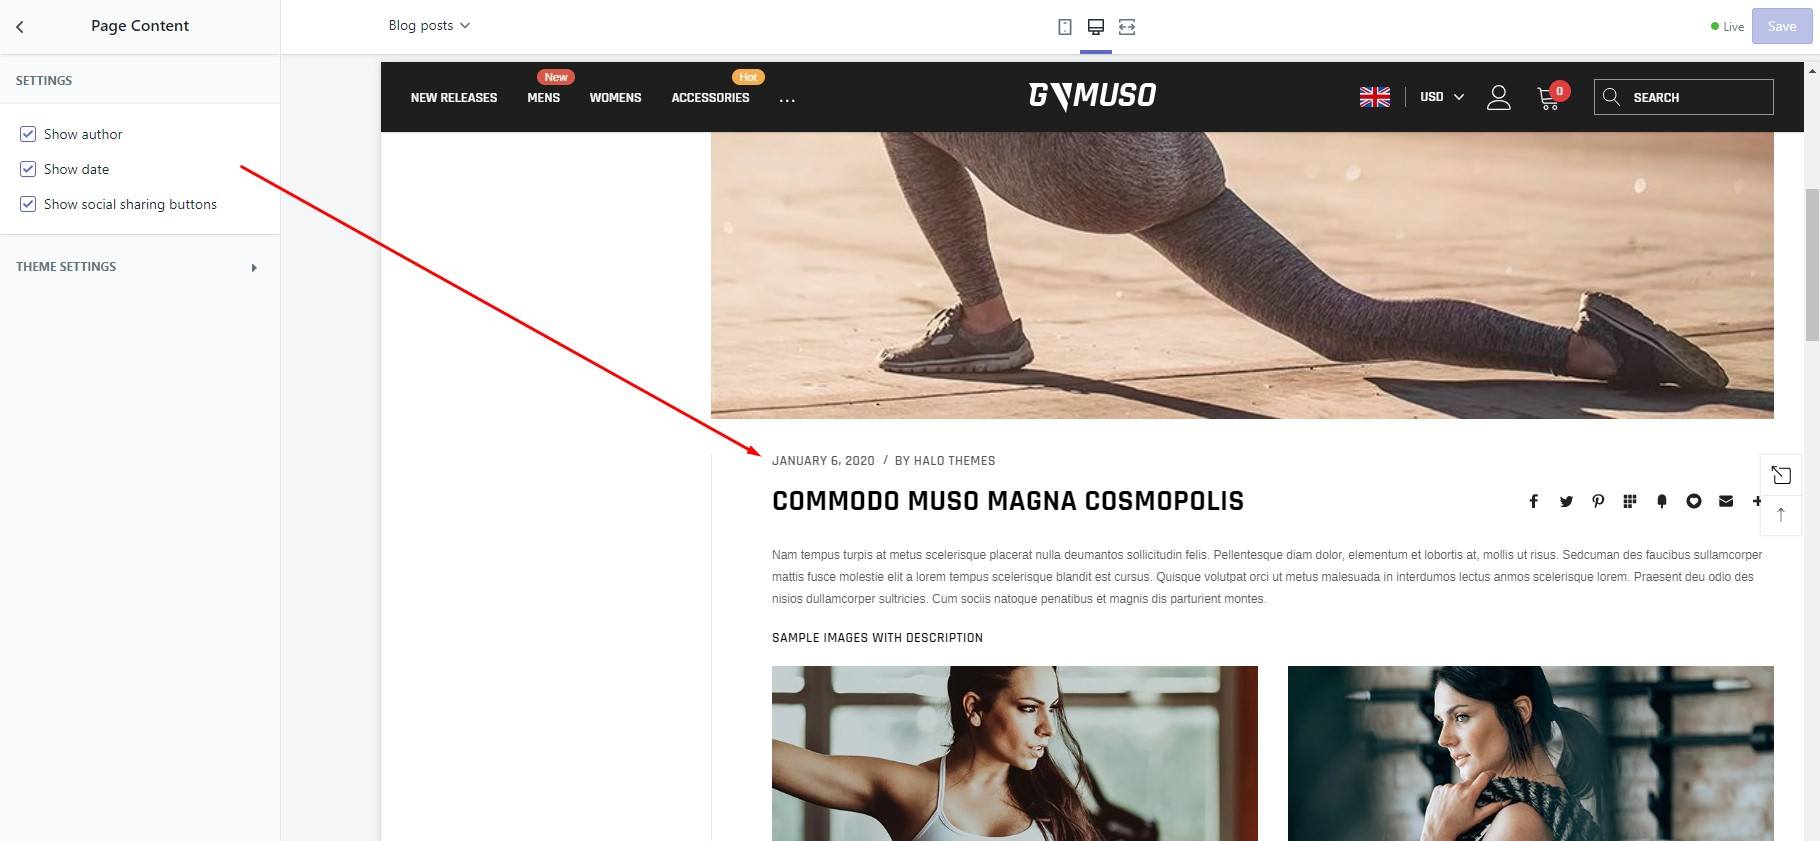 Page Content
Blog posts
Live
Save
SETTINGS
Show author
Show date
Show social sharing buttons
THEME SETTINGS
New
Hot
NEW RELEASES MENS WOMENS ACCESSORIES ...
GYMUSO
USD
0
SEARCH
JANUARY 6, 2020 / BY HALO THEMES
COMMODO MUSO MAGNA COSMOPOLIS
Nam tempus turpis at metus scelerisque placerat nulla deumantos sollicitudin felis. Pellentesque diam dolor, elementum et lobortis at, mollis ut risus. Sedcuman des faucibus sullamcorper
mattis fusce molestie elit a lorem tempus scelerisque blandit est cursus. Quisque volutpat orci ut metus malesuada in interdumos lectus anmos scelerisque lorem. Praesent deu odio des
nisios dullamcorper sultricies. Cum sociis natoque penatibus et magnis dis parturient montes.
SAMPLE IMAGES WITH DESCRIPTION